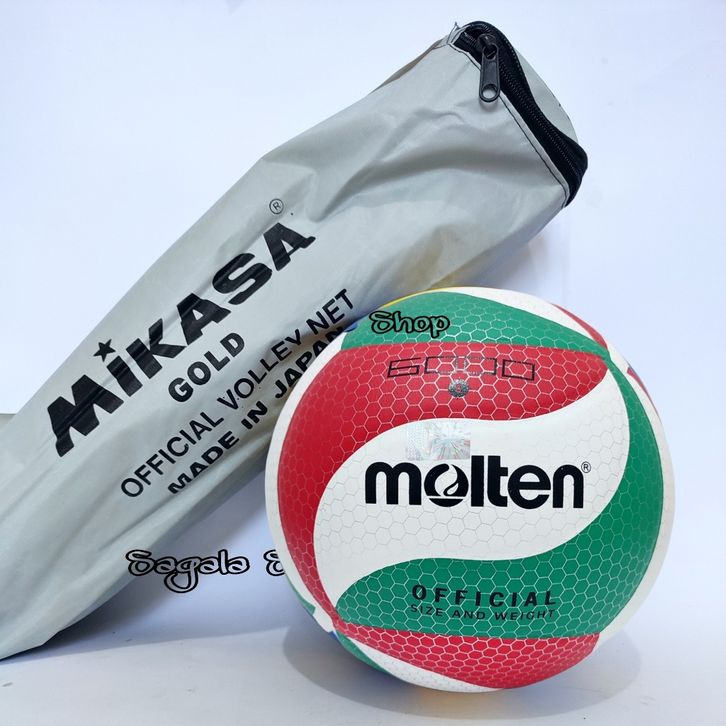 MiKASA®
GOLD
OFFICIAL VOLLEY NET
MADE IN JAPAN
Shop
6000
molten®
OFFICIAL
SIZE AND WEIGHT
Sagala S